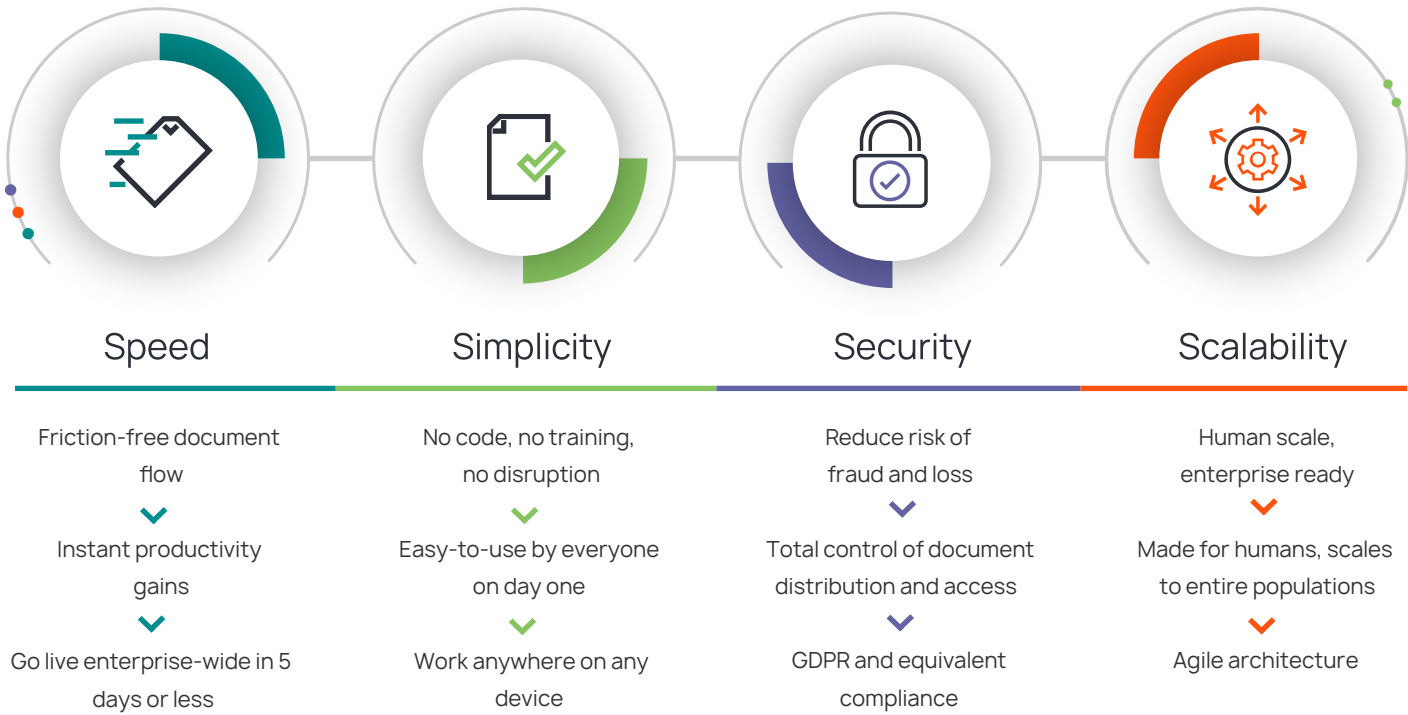 Speed
Friction-free document
flow
Instant productivity
gains
Go live enterprise-wide in 5
days or less
Simplicity
No code, no training,
no disruption
Easy-to-use by everyone
on day one
Work anywhere on any
device
Security
Reduce risk of
fraud and loss
Total control of document
distribution and access
GDPR and equivalent
compliance
Scalability
Human scale,
enterprise ready
Made for humans, scales
to entire populations
Agile architecture